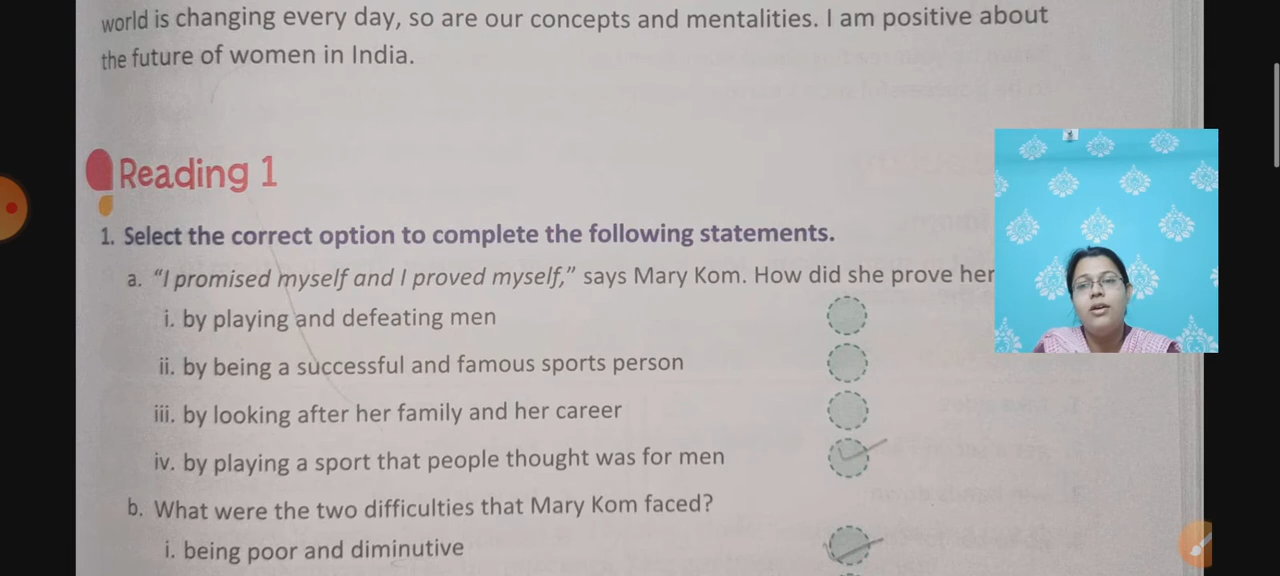 world is changing every day, so are our concepts and mentalities. I am positive about
the future of women in India.
Reading 1
1. Select the correct option to complete the following statements.
a. “I promised myself and I proved myself,” says Mary Kom. How did she prove her
i. by playing and defeating men
ii. by being a successful and famous sports person
iii. by looking after her family and her career
iv. by playing a sport that people thought was for men
b. What were the two difficulties that Mary Kom faced?
i. being poor and diminutive